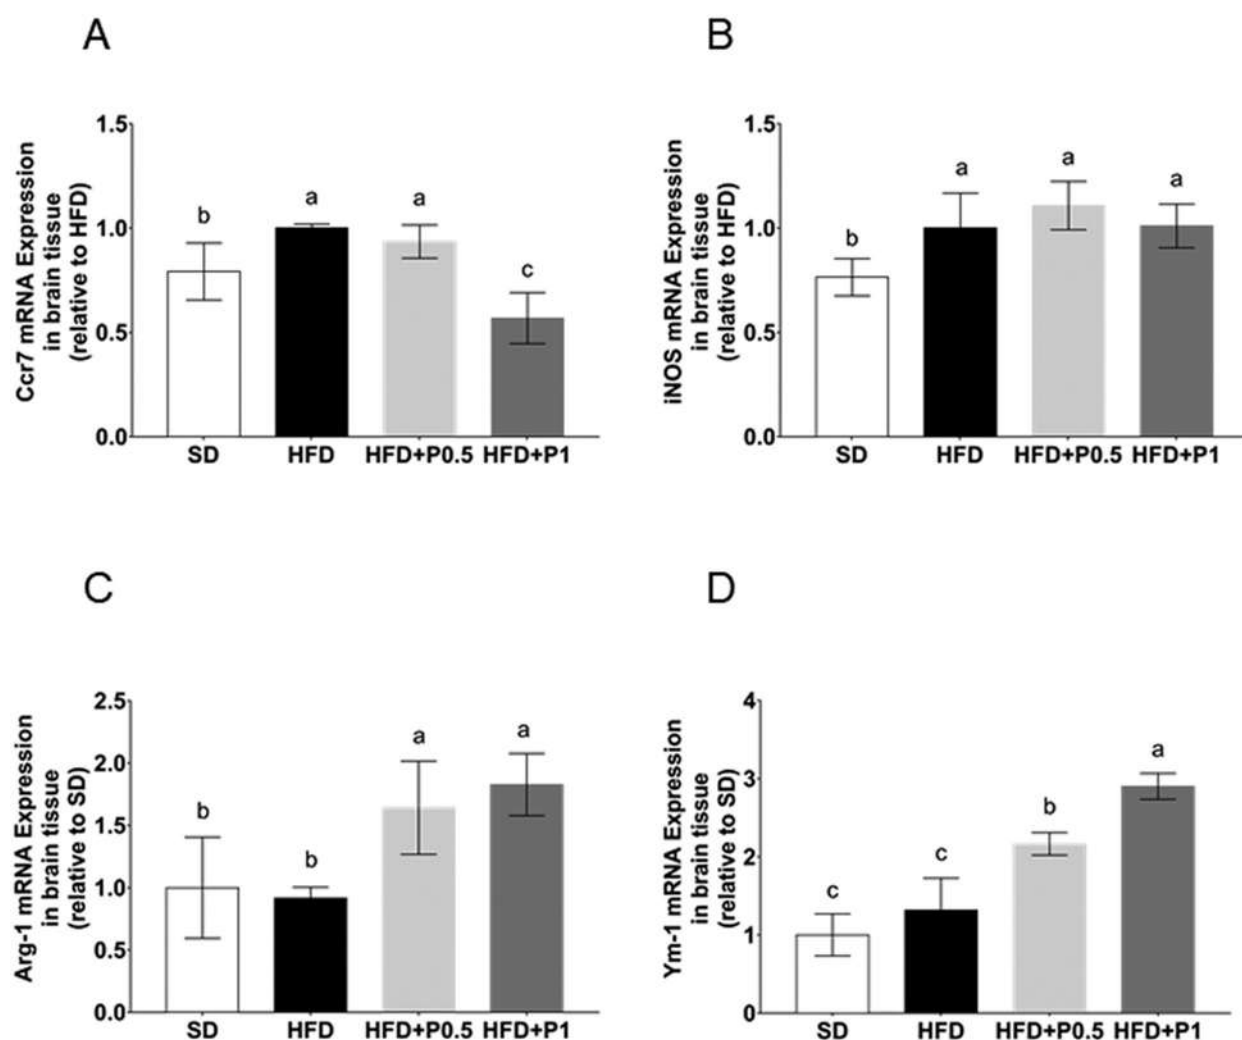 A
Ccr7 mRNA Expression
in brain tissue
(relative to HFD)
1.5
1.0
0.5
0.0
b
a
a
c
SD HFD HFD+P0.5 HFD+P1
B
iNOS mRNA Expression
in brain tissue
(relative to HFD)
1.5
1.0
0.5
0.0
b
a
a
a
SD HFD HFD+P0.5 HFD+P1
C
Arg-1 mRNA Expression
in brain tissue
(relative to SD)
2.5
2.0
1.5
1.0
0.5
0.0
b
b
a
a
SD HFD HFD+P0.5 HFD+P1
D
Ym-1 mRNA Expression
in brain tissue
(relative to SD)
4
3
2
1
0
c
c
b
a
SD HFD HFD+P0.5 HFD+P1